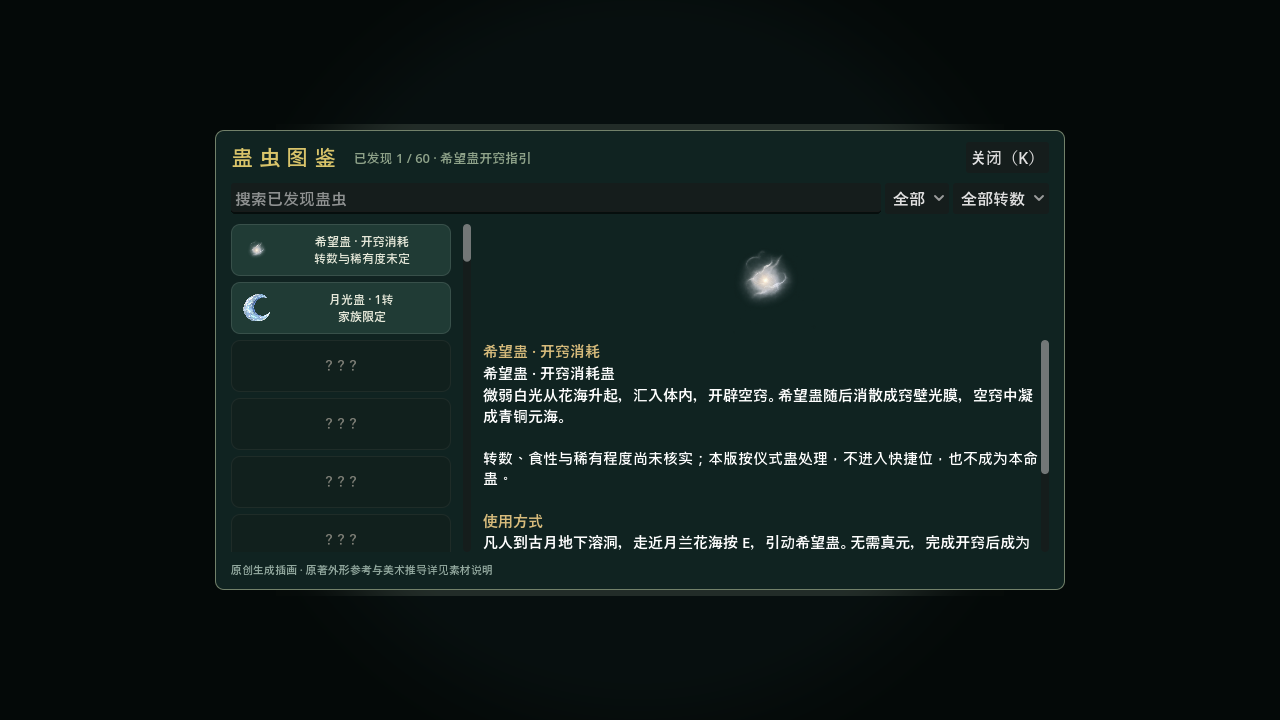 蛊虫图鉴
已发现 1 / 60 · 希望蛊开窍指引
关闭（K）
搜索已发现蛊虫
全部
全部转数
希望蛊 · 开窍消耗
转数与稀有度未定
月光蛊 · 1转
家族限定
? ? ?
? ? ?
? ? ?
? ? ?
希望蛊 · 开窍消耗
希望蛊 · 开窍消耗蛊
微弱白光从花海升起，汇入体内，开辟空窍。希望蛊随后消散成窍壁光膜，空窍中凝
成青铜元海。
转数、食性与稀有程度尚未核实；本版按仪式蛊处理，不进入快捷位，也不成为本命
蛊。
使用方式
凡人到古月地下溶洞，走近月兰花海按 E，引动希望蛊。无需真元，完成开窍后成为
原创生成插画 · 原著外形参考与美术推导详见素材说明